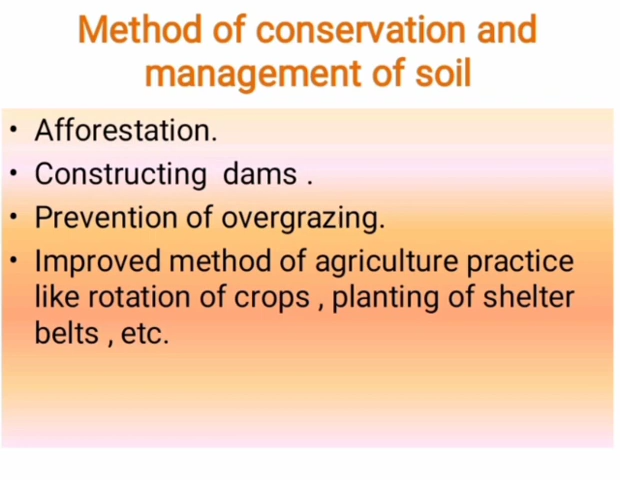 Method of conservation and
management of soil
• Afforestation.
• Constructing dams .
• Prevention of overgrazing.
• Improved method of agriculture practice
like rotation of crops , planting of shelter
belts , etc.